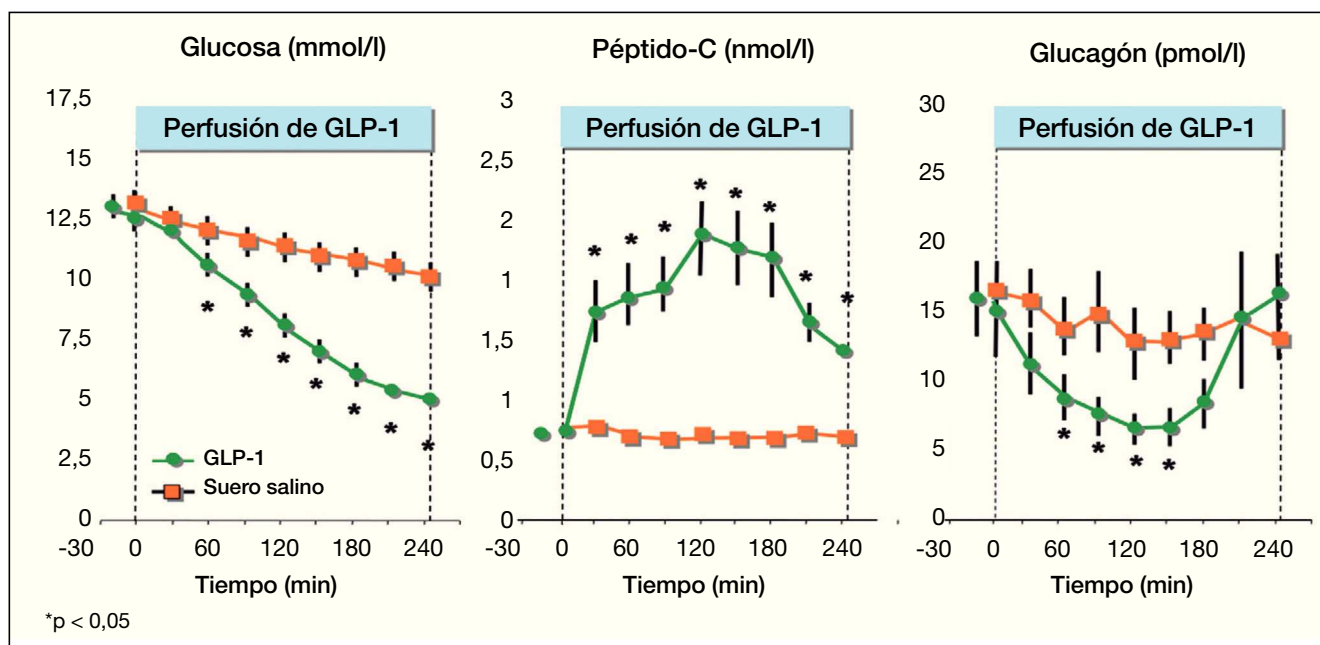 Glucosa (mmol/l)
17,5
Perfusión de GLP-1
15
12,5
10
7,5
5
2,5
0
-30 0 60 120 180 240
Tiempo (min)
GLP-1
Suero salino
*
*
*
*
*
*
*
Péptido-C (nmol/l)
3
Perfusión de GLP-1
2,5
2
1
1,5
1
0,5
0
-30 0 60 120 180 240
Tiempo (min)
*
*
*
*
*
*
*
*
Glucagón (pmol/l)
30
Perfusión de GLP-1
25
20
15
10
5
0
-30 0 60 120 180 240
Tiempo (min)
*
*
*
*
*p < 0,05